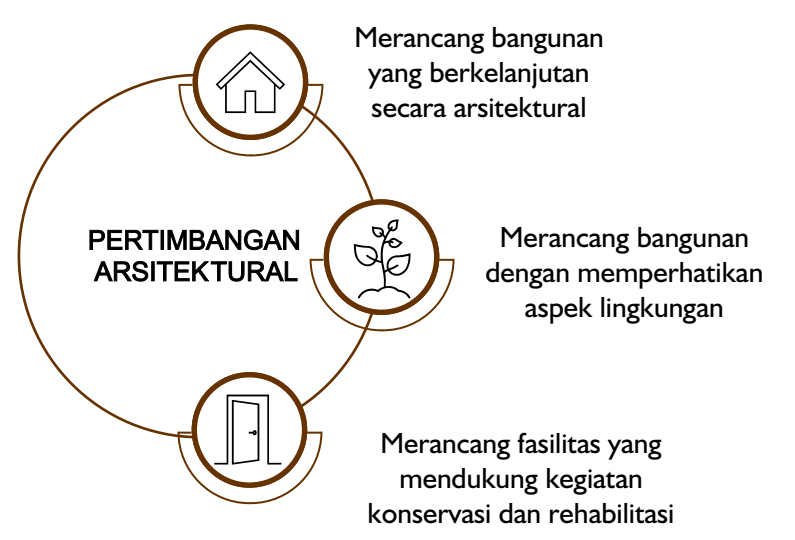 Merancang bangunan
yang berkelanjutan
secara arsitektural
PERTIMBANGAN
ARSITEKTURAL
Merancang bangunan
dengan memperhatikan
aspek lingkungan
Merancang fasilitas yang
mendukung kegiatan
konservasi dan rehabilitasi